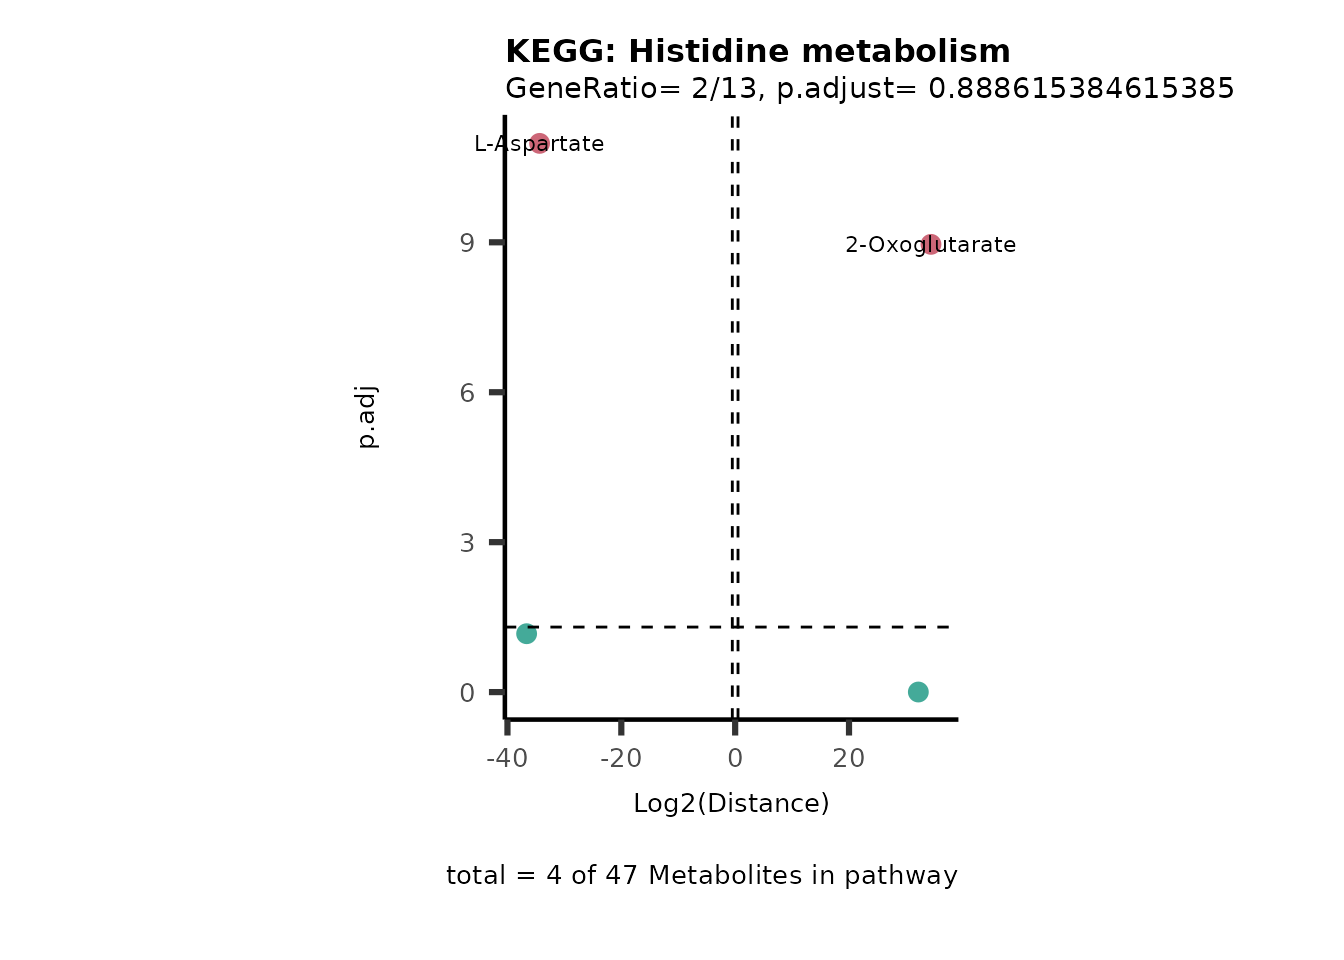 KEGG: Histidine metabolism
GeneRatio= 2/13, p.adjust= 0.888615384615385
L-Aspartate
2-Oxoglutarate
9
6
3
0
p.adj
-40 -20 0 20
Log2(Distance)
total = 4 of 47 Metabolites in pathway